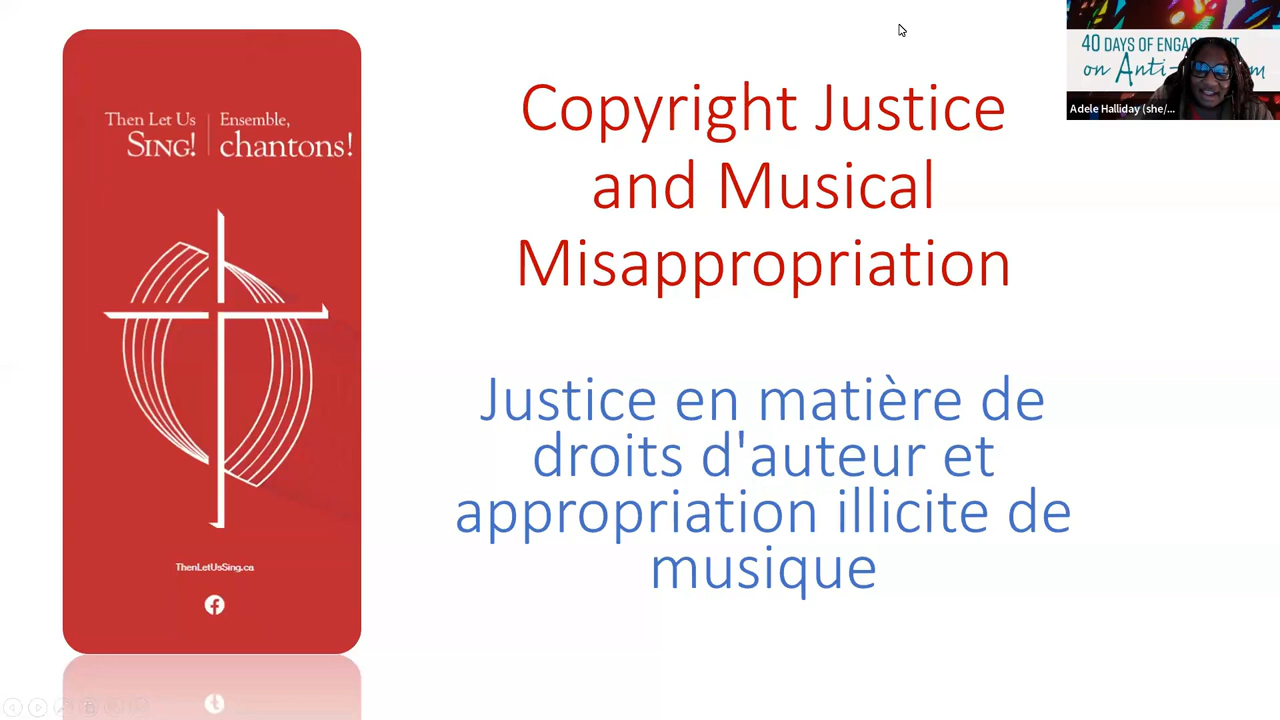 Then Let Us
SING!
Ensemble,
chantons!
ThenLetUsSing.ca
Copyright Justice
and Musical
Misappropriation
Justice en matière de
droits d'auteur et
appropriation illicite de
musique
40 DAYS OF
on Anti-
Adele Halliday (she/...